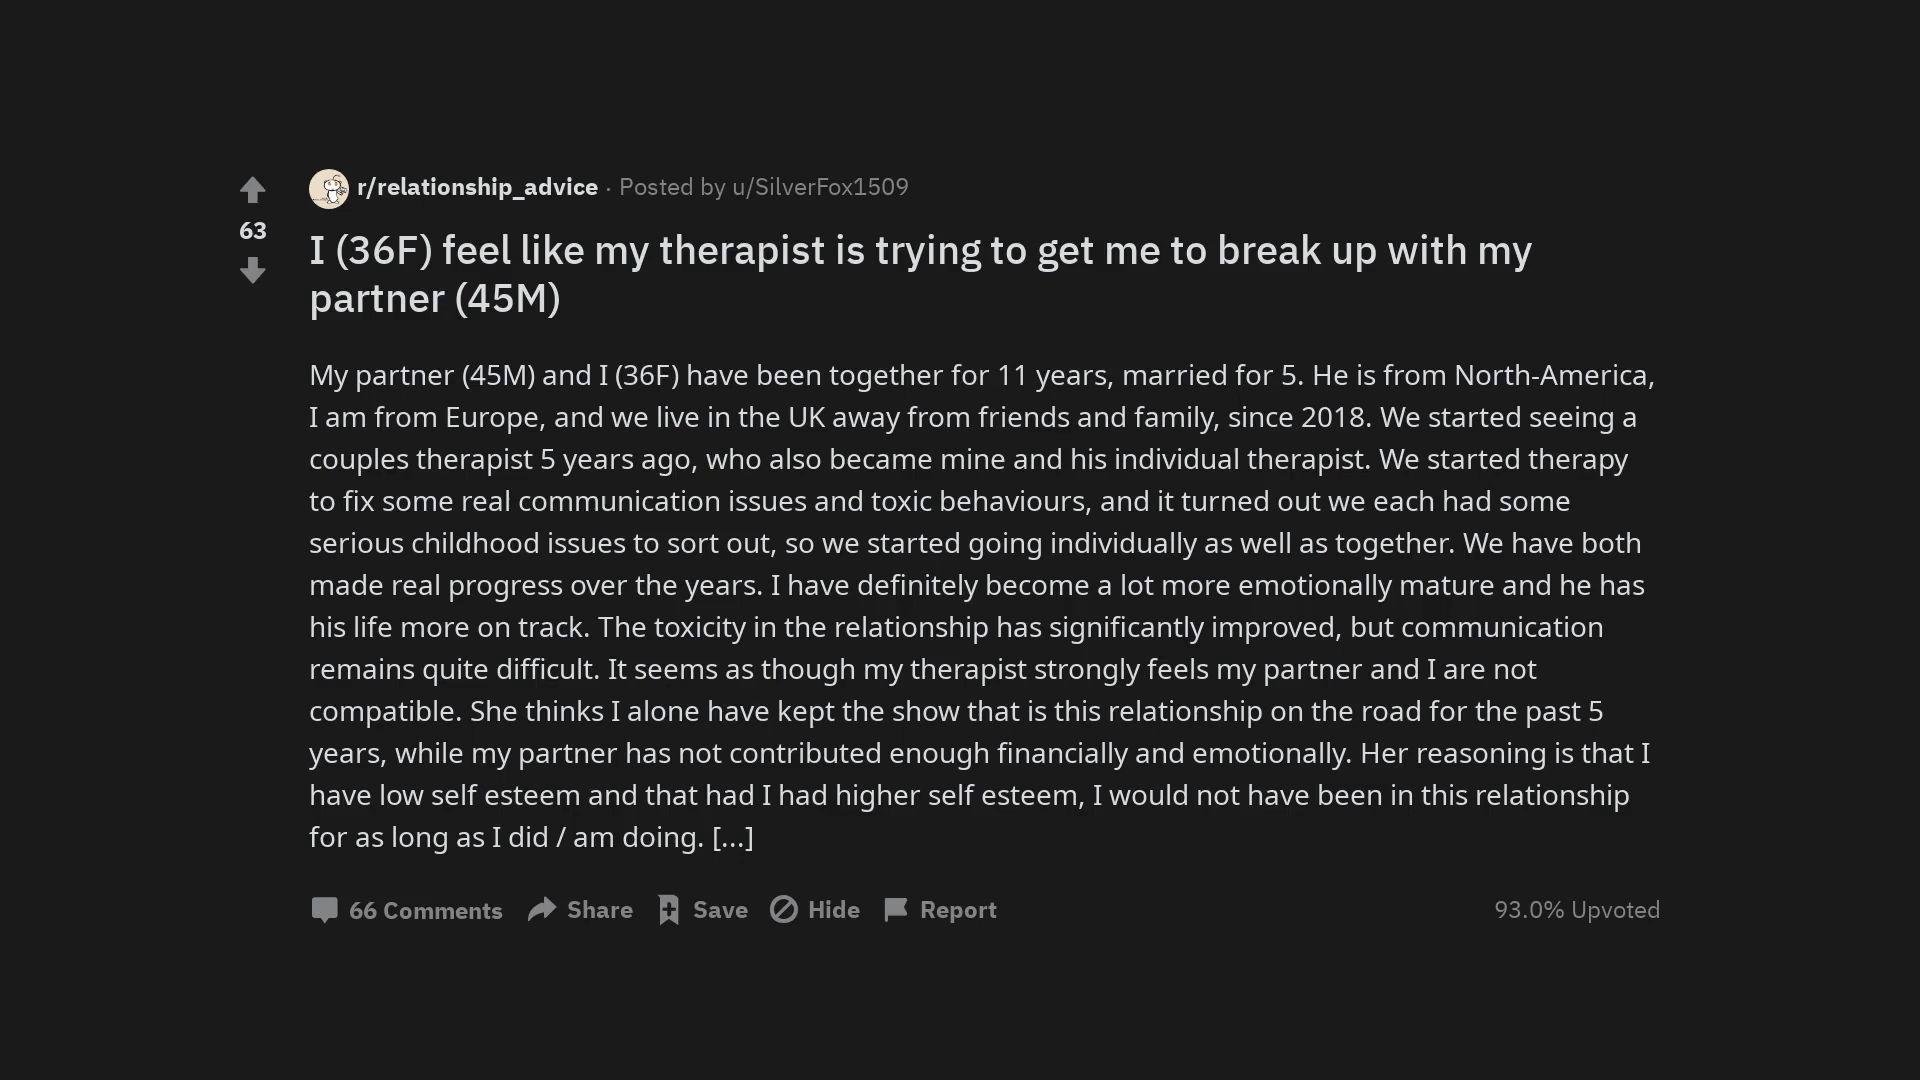 r/relationship_advice · Posted by u/SilverFox1509
63
I (36F) feel like my therapist is trying to get me to break up with my
partner (45M)
My partner (45M) and I (36F) have been together for 11 years, married for 5. He is from North-America,
I am from Europe, and we live in the UK away from friends and family, since 2018. We started seeing a
couples therapist 5 years ago, who also became mine and his individual therapist. We started therapy
to fix some real communication issues and toxic behaviours, and it turned out we each had some
serious childhood issues to sort out, so we started going individually as well as together. We have both
made real progress over the years. I have definitely become a lot more emotionally mature and he has
his life more on track. The toxicity in the relationship has significantly improved, but communication
remains quite difficult. It seems as though my therapist strongly feels my partner and I are not
compatible. She thinks I alone have kept the show that is this relationship on the road for the past 5
years, while my partner has not contributed enough financially and emotionally. Her reasoning is that I
have low self esteem and that had I had higher self esteem, I would not have been in this relationship
for as long as I did / am doing. [...]
66 Comments Share Save Hide Report 93.0% Upvoted